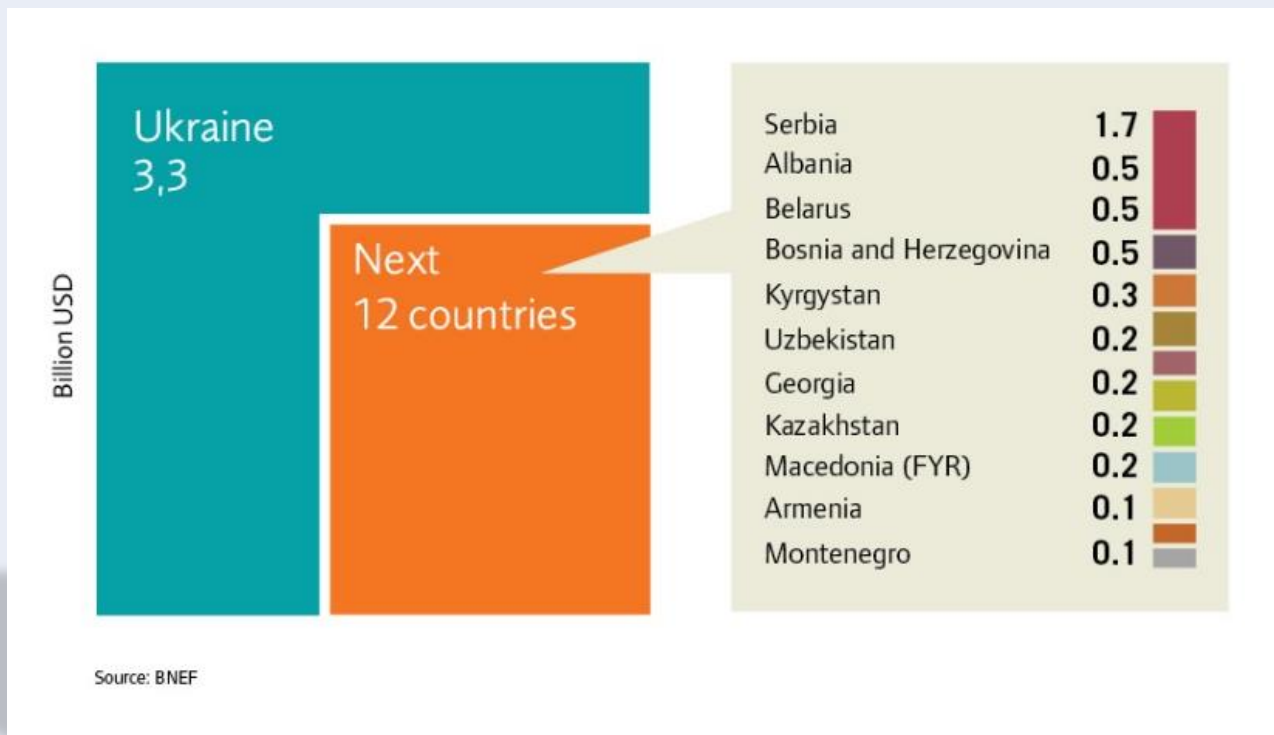 Ukraine
3,3
Next
12 countries
Billion USD
Serbia 1.7
Albania 0.5
Belarus 0.5
Bosnia and Herzegovina 0.5
Kyrgystan 0.3
Uzbekistan 0.2
Georgia 0.2
Kazakhstan 0.2
Macedonia (FYR) 0.2
Armenia 0.1
Montenegro 0.1
Source: BNEF